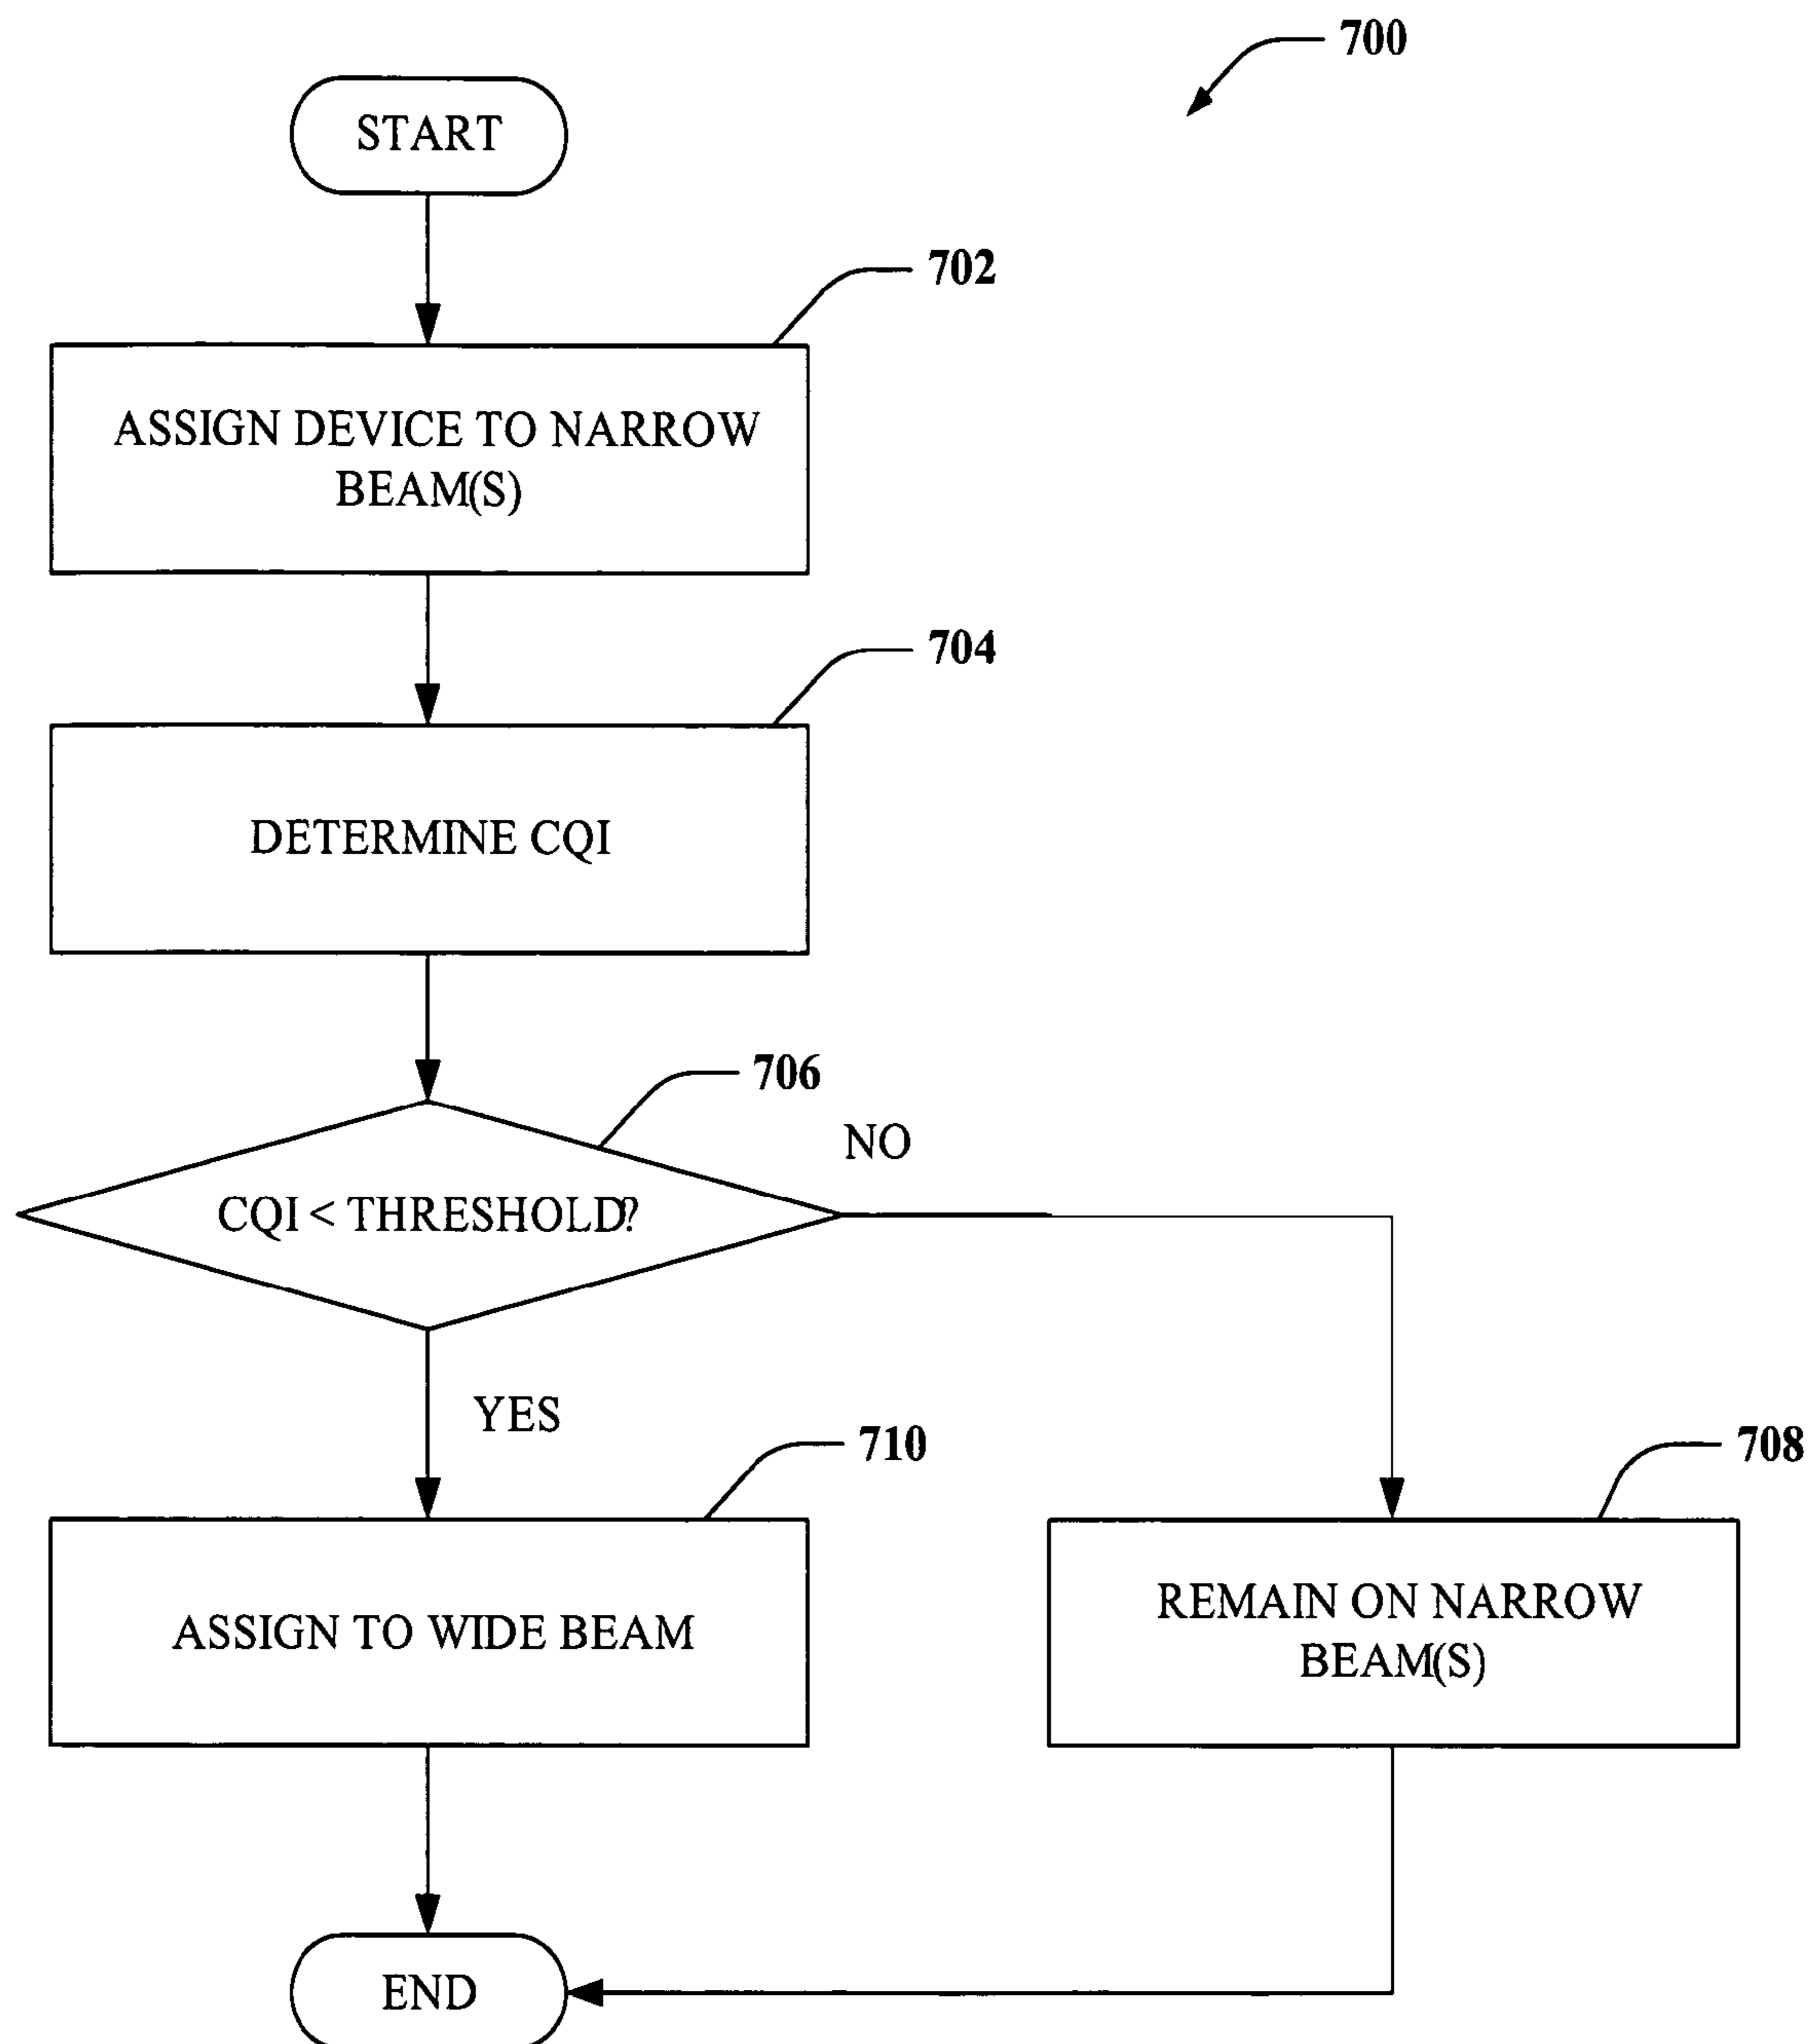 700
START
702
ASSIGN DEVICE TO NARROW
BEAM(S)
704
DETERMINE CQI
706
NO
CQI < THRESHOLD?
YES
710
708
ASSIGN TO WIDE BEAM
REMAIN ON NARROW
BEAM(S)
END